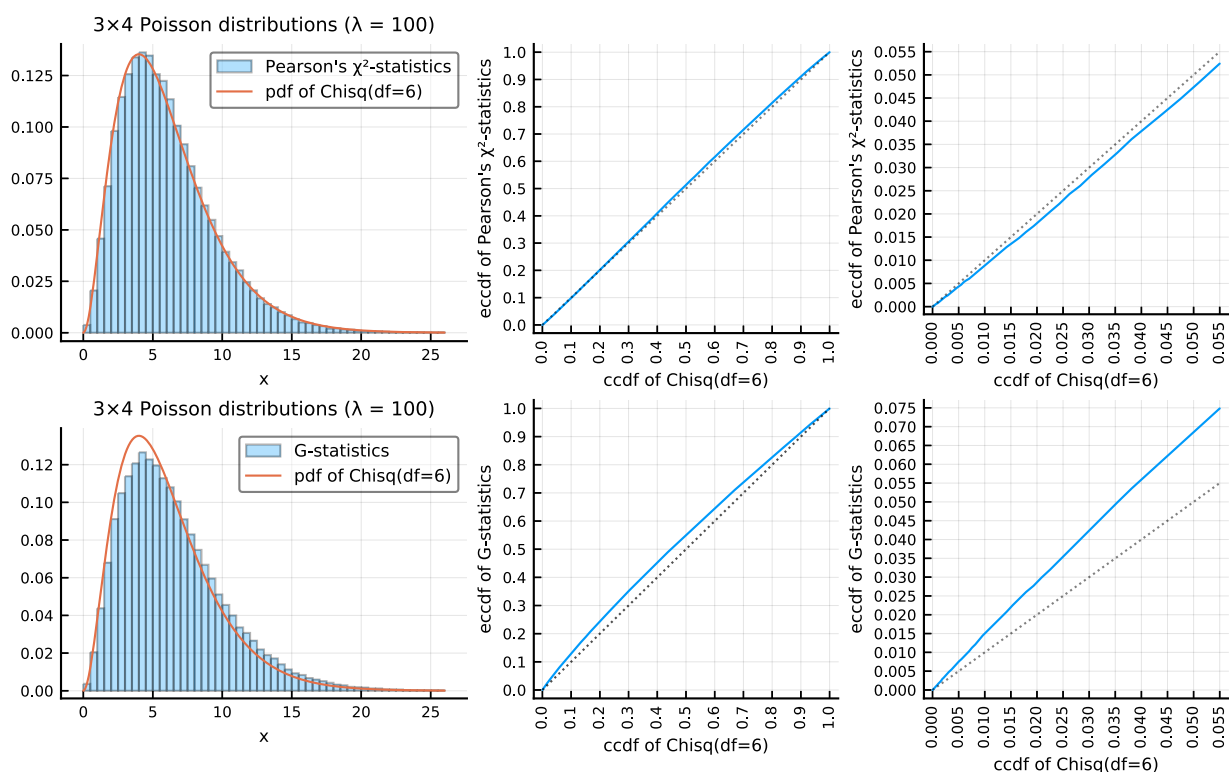 3×4 Poisson distributions (λ = 100)
Pearson's χ²-statistics
pdf of Chisq(df=6)
0.125
0.100
0.075
0.050
0.025
0.000
0 5 10 15 20 25
x
eccdf of Pearson's χ²-statistics
1.0
0.9
0.8
0.7
0.6
0.5
0.4
0.3
0.2
0.1
0.0
0.0 0.1 0.2 0.3 0.4 0.5 0.6 0.7 0.8 0.9 1.0
ccdf of Chisq(df=6)
eccdf of Pearson's χ²-statistics
0.055
0.050
0.045
0.040
0.035
0.030
0.025
0.020
0.015
0.010
0.005
0.000
0.000 0.005 0.010 0.015 0.020 0.025 0.030 0.035 0.040 0.045 0.050 0.055
ccdf of Chisq(df=6)
3×4 Poisson distributions (λ = 100)
G-statistics
pdf of Chisq(df=6)
0.12
0.10
0.08
0.06
0.04
0.02
0.00
0 5 10 15 20 25
x
eccdf of G-statistics
1.0
0.9
0.8
0.7
0.6
0.5
0.4
0.3
0.2
0.1
0.0
0.0 0.1 0.2 0.3 0.4 0.5 0.6 0.7 0.8 0.9 1.0
ccdf of Chisq(df=6)
eccdf of G-statistics
0.075
0.070
0.065
0.060
0.055
0.050
0.045
0.040
0.035
0.030
0.025
0.020
0.015
0.010
0.005
0.000
0.000 0.005 0.010 0.015 0.020 0.025 0.030 0.035 0.040 0.045 0.050 0.055
ccdf of Chisq(df=6)